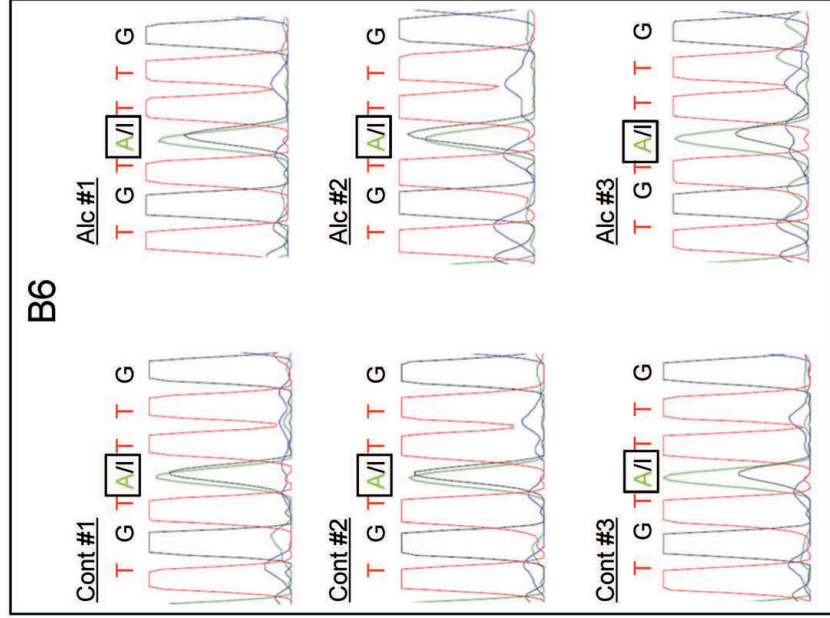 B6
Cont #1
T G T A/I T T G
Alc #1
T G T A/I T T G
Cont #2
T G T A/I T T G
Alc #2
T G T A/I T T G
Cont #3
T G T A/I T T G
Alc #3
T G T A/I T T G